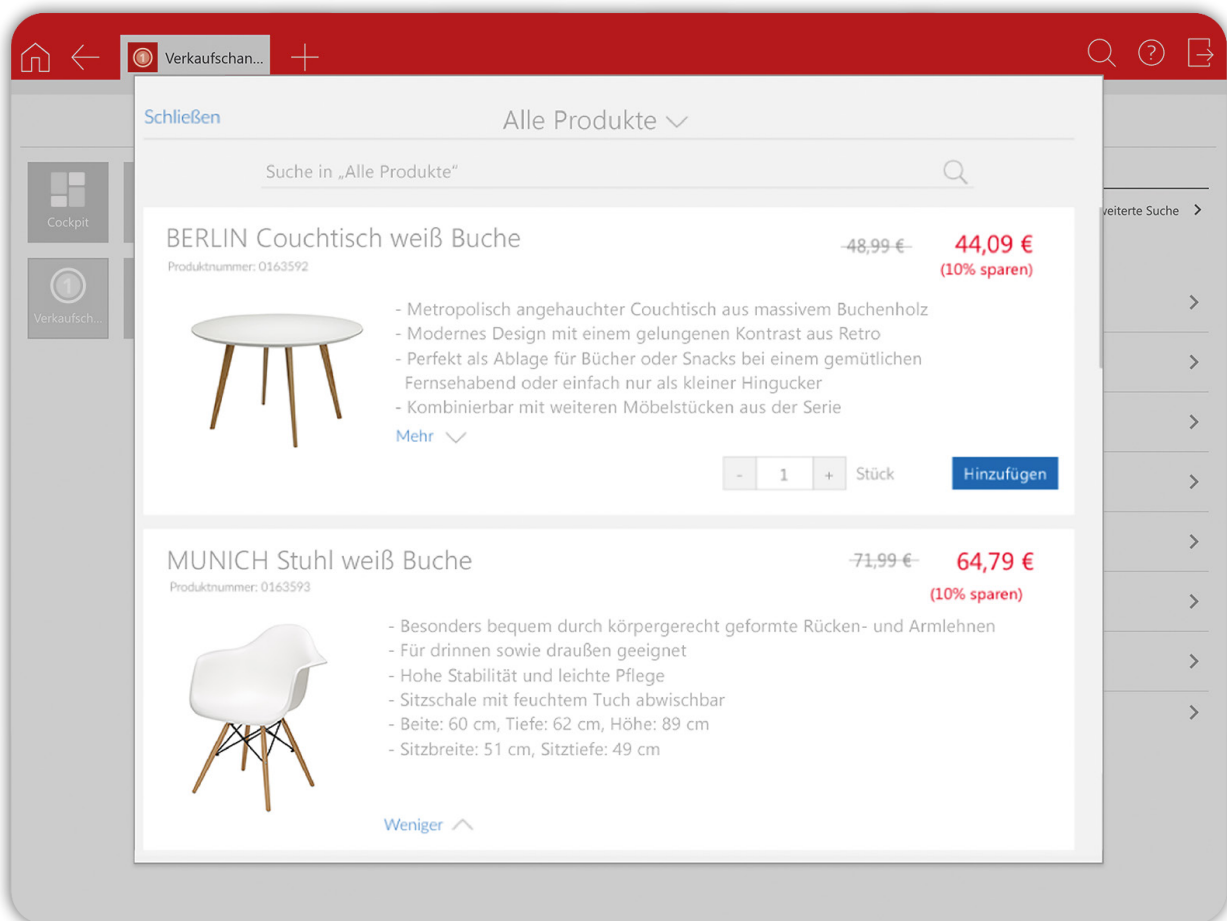 Verkaufschan...
Schließen
Alle Produkte
Suche in „Alle Produkte“
Cockpit
Verkaufsch...
weiterte Suche
BERLIN Couchtisch weiß Buche
48,99 €
44,09 €
Produktnummer: 0163592
(10% sparen)
- Metropolisch angehauchter Couchtisch aus massivem Buchenholz
- Modernes Design mit einem gelungenen Kontrast aus Retro
- Perfekt als Ablage für Bücher oder Snacks bei einem gemütlichen
Fernsehabend oder einfach nur als kleiner Hingucker
- Kombinierbar mit weiteren Möbelstücken aus der Serie
Mehr
- 1 + Stück
Hinzufügen
MUNICH Stuhl weiß Buche
71,99 €
64,79 €
Produktnummer: 0163593
(10% sparen)
- Besonders bequem durch körpergerecht geformte Rücken- und Armlehnen
- Für drinnen sowie draußen geeignet
- Hohe Stabilität und leichte Pflege
- Sitzschale mit feuchtem Tuch abwischbar
- Beite: 60 cm, Tiefe: 62 cm, Höhe: 89 cm
- Sitzbreite: 51 cm, Sitztiefe: 49 cm
Weniger